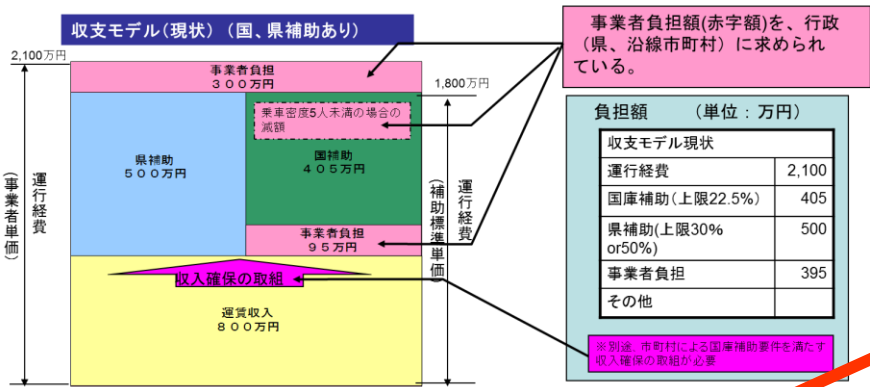 収支モデル（現状）（国、県補助あり）
2,100万円
事業者負担
３００万円
1,800万円
乗車密度5人未満の場合の
減額
県補助
５００万円
国補助
４０５万円
事業者負担
９５万円
収入確保の取組
運賃収入
８００万円
運行経費
（事業者単価）
運行経費
（補助標準単価）
事業者負担額(赤字額)を、行政
（県、沿線市町村）に求められ
ている。
負担額　（単位：万円）
収支モデル現状
運行経費 2,100
国庫補助（上限22.5%） 405
県補助(上限30%
or50%) 500
事業者負担 395
その他
※別途、市町村による国庫補助要件を満たす
収入確保の取組が必要